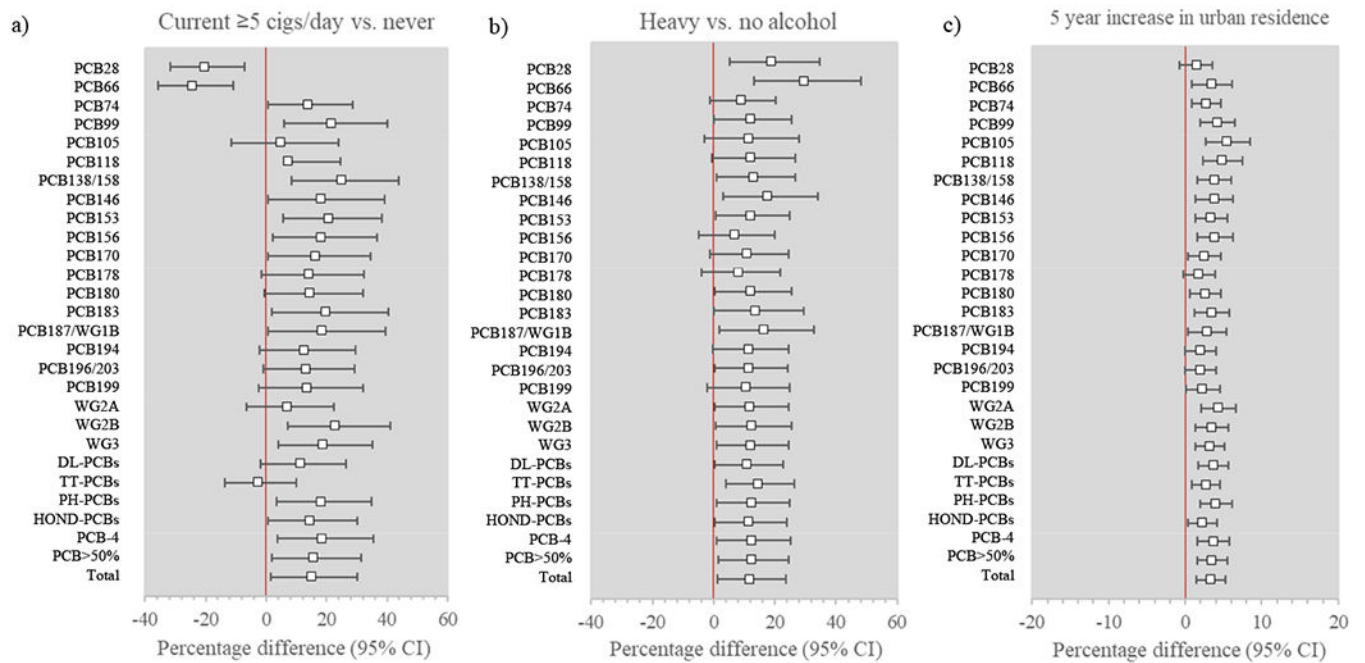 a)
Current ≥5 cigs/day vs. never
PCB28
PCB66
PCB74
PCB99
PCB105
PCB118
PCB138/158
PCB146
PCB153
PCB156
PCB170
PCB178
PCB180
PCB183
PCB187/WG1B
PCB194
PCB196/203
PCB199
WG2A
WG2B
WG3
DL-PCBs
TT-PCBs
PH-PCBs
HOND-PCBs
PCB-4
PCB>50%
Total
-40 -20 0 20 40 60
Percentage difference (95% CI)
b)
Heavy vs. no alcohol
PCB28
PCB66
PCB74
PCB99
PCB105
PCB118
PCB138/158
PCB146
PCB153
PCB156
PCB170
PCB178
PCB180
PCB183
PCB187/WG1B
PCB194
PCB196/203
PCB199
WG2A
WG2B
WG3
DL-PCBs
TT-PCBs
PH-PCBs
HOND-PCBs
PCB-4
PCB>50%
Total
-40 -20 0 20 40 60
Percentage difference (95% CI)
c)
5 year increase in urban residence
PCB28
PCB66
PCB74
PCB99
PCB105
PCB118
PCB138/158
PCB146
PCB153
PCB156
PCB170
PCB178
PCB180
PCB183
PCB187/WG1B
PCB194
PCB196/203
PCB199
WG2A
WG2B
WG3
DL-PCBs
TT-PCBs
PH-PCBs
HOND-PCBs
PCB-4
PCB>50%
Total
-20 0 20
Percentage difference (95% CI)